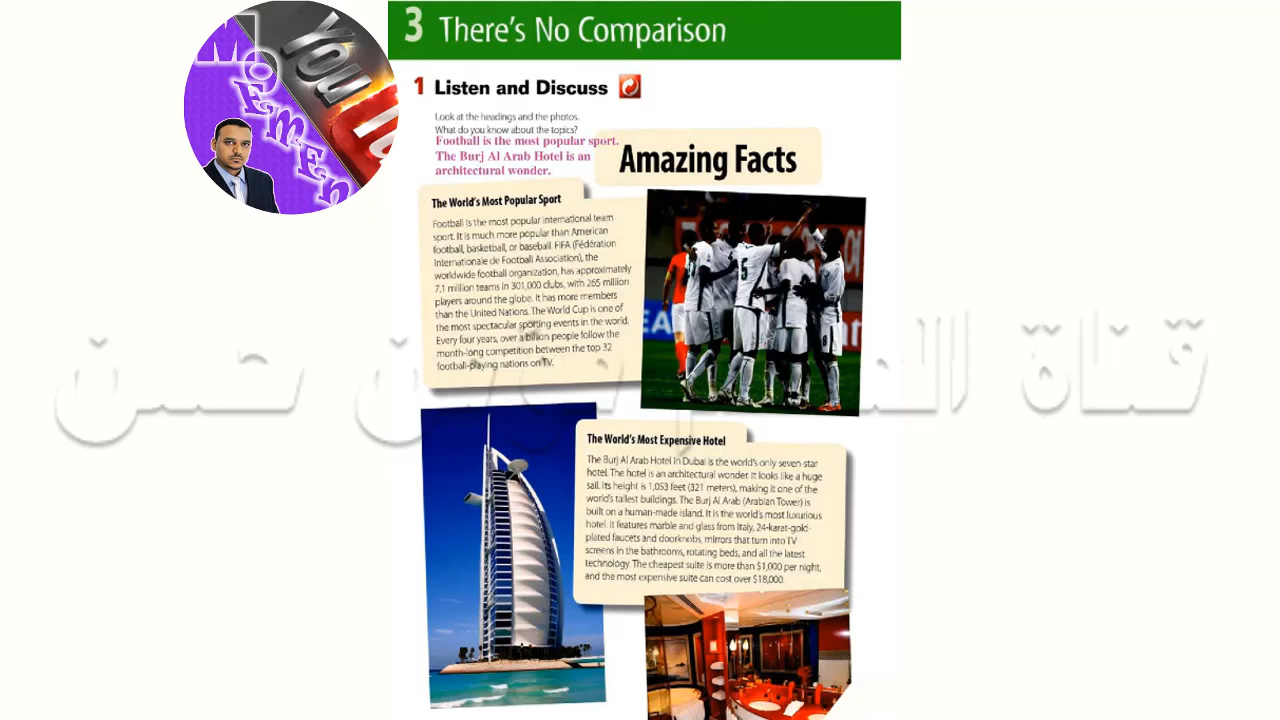 3 There's No Comparison
1 Listen and Discuss
Look at the headings and the photos.
What do you know about the topics?
Foothall is the most popular sport.
The Burj Al Arab Hotel is an
architectural wonder.
Amazing Facts
The World's Most Popular Sport
Football is the most popular international team
sport. It is much more popular than American
football, basketball, or baseball. FIFA (Fédération
Internationale de Football Association), the
worldwide football organization, has approximately
7.1 million teams in 301,000 clubs, with 265 million
players around the globe. It has more members
than the United Nations. The World Cup is one of
the most spectacular sporting events in the world.
Every four years, over a billion people follow the
month-long competition between the top 32
football-playing nations on TV.
The World's Most Expensive Hotel
The Burj Al Arab Hotel in Dubai is the world's only seven-star
hotel. The hotel is an architectural wonder. It looks like a huge
sail. Its height is 1,053 feet (321 meters), making it one of the
world's tallest buildings. The Burj Al Arab (Arabian Tower) is
built on a human-made island. It is the world's most luxurious
hotel. It features marble and glass from Italy, 24-karat-gold-
plated faucets and doorknobs, mirrors that turn into TV
screens in the bathrooms, rotating beds, and all the latest
technology. The cheapest suite is more than $1,000 per night,
and the most expensive suite can cost over $18,000.
MOEMEN
You
قناة
حسن
5
8